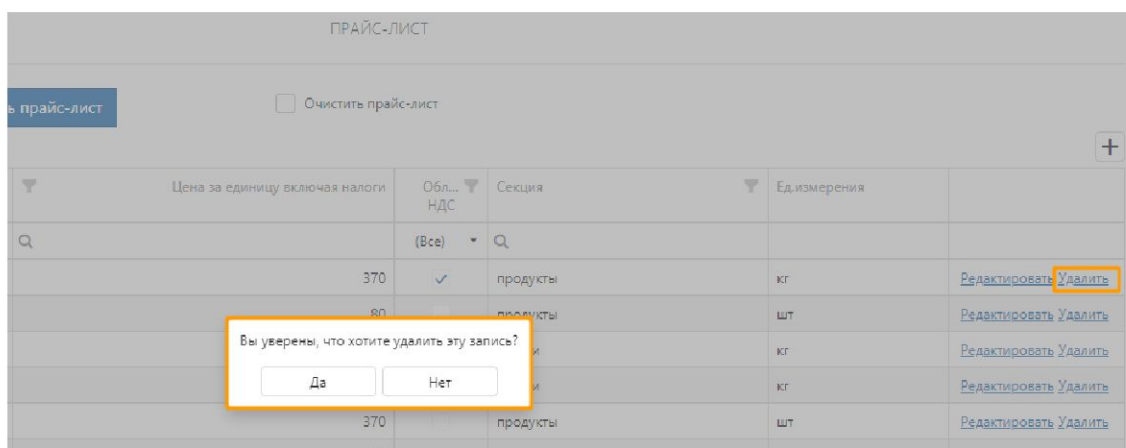 ПРАЙС-ЛИСТ
ь прайс-лист
Очистить прайс-лист
+
Цена за единицу включая налоги Обл... НДС Секция Ед.измерения
(Все)
370 продукты кг Редактировать Удалить
80 продукты шт Редактировать Удалить
Вы уверены, что хотите удалить эту запись?
и кг Редактировать Удалить
Да Нет
и кг Редактировать Удалить
370 продукты шт Редактировать Удалить